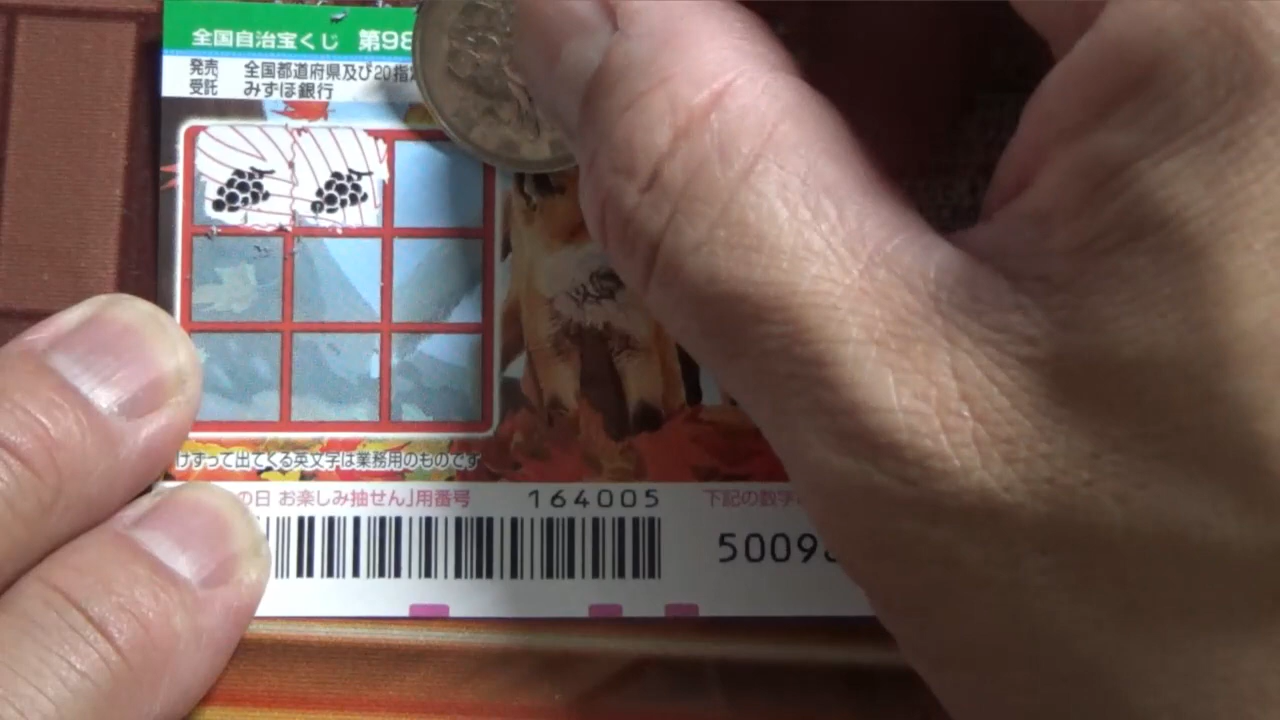 全国自治宝くじ 第98
発売 全国都道府県及び20指
受託 みずほ銀行
けずって出てくる英文字は業務用のものです
の日 お楽しみ抽せん」用番号 164005 下記の数字
5009